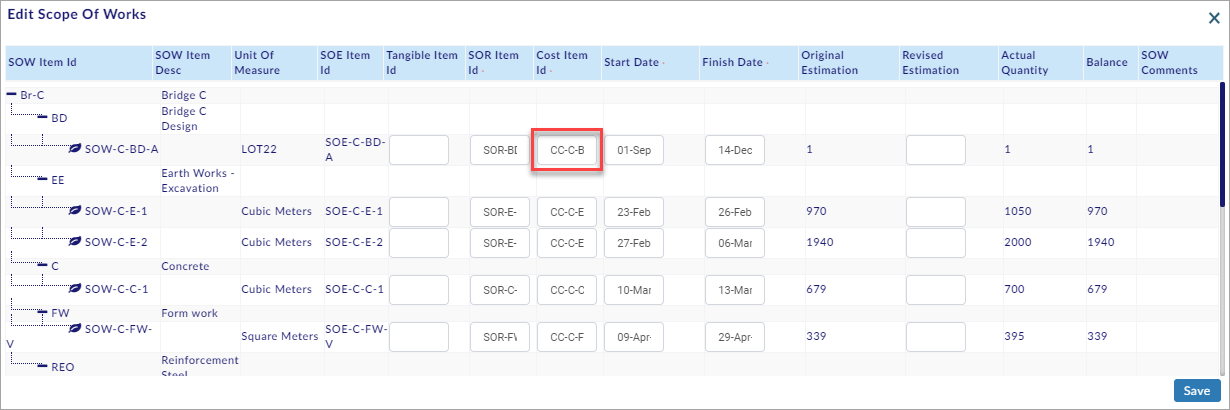 Edit Scope Of Works
SOW Item Id
SOW Item Desc
Unit Of Measure
SOE Item Id
Tangible Item Id
SOR Item Id
Cost Item Id
Start Date
Finish Date
Original Estimation
Revised Estimation
Actual Quantity
Balance
SOW Comments
Br-C Bridge C
BD Bridge C Design
SOW-C-BD-A LOT22 SOE-C-BD-A SOR-BD CC-C-B 01-Sep 14-Dec 1 1 1
EE Earth Works - Excavation
SOW-C-E-1 Cubic Meters SOE-C-E-1 SOR-E- CC-C-E 23-Feb 26-Feb 970 1050 970
SOW-C-E-2 Cubic Meters SOE-C-E-2 SOR-E- CC-C-E 27-Feb 06-Mar 1940 2000 1940
C Concrete
SOW-C-C-1 Cubic Meters SOE-C-C-1 SOR-C- CC-C-C 10-Mar 13-Mar 679 700 679
FW Form work
SOW-C-FW-V Square Meters SOE-C-FW-V SOR-FV CC-C-F 09-Apr- 29-Apr- 339 395 339
REO Reinforcement Steel
Save